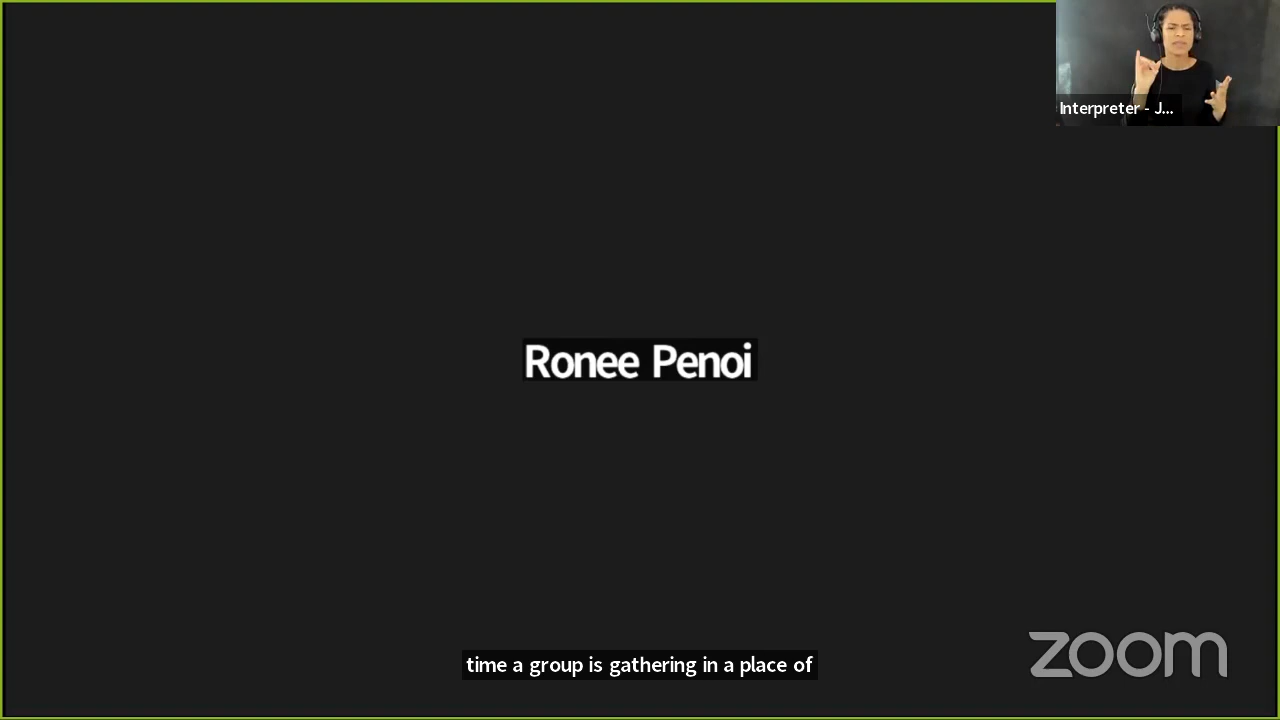 Interpreter - J...
Ronee Penoi
time a group is gathering in a place of
zoom